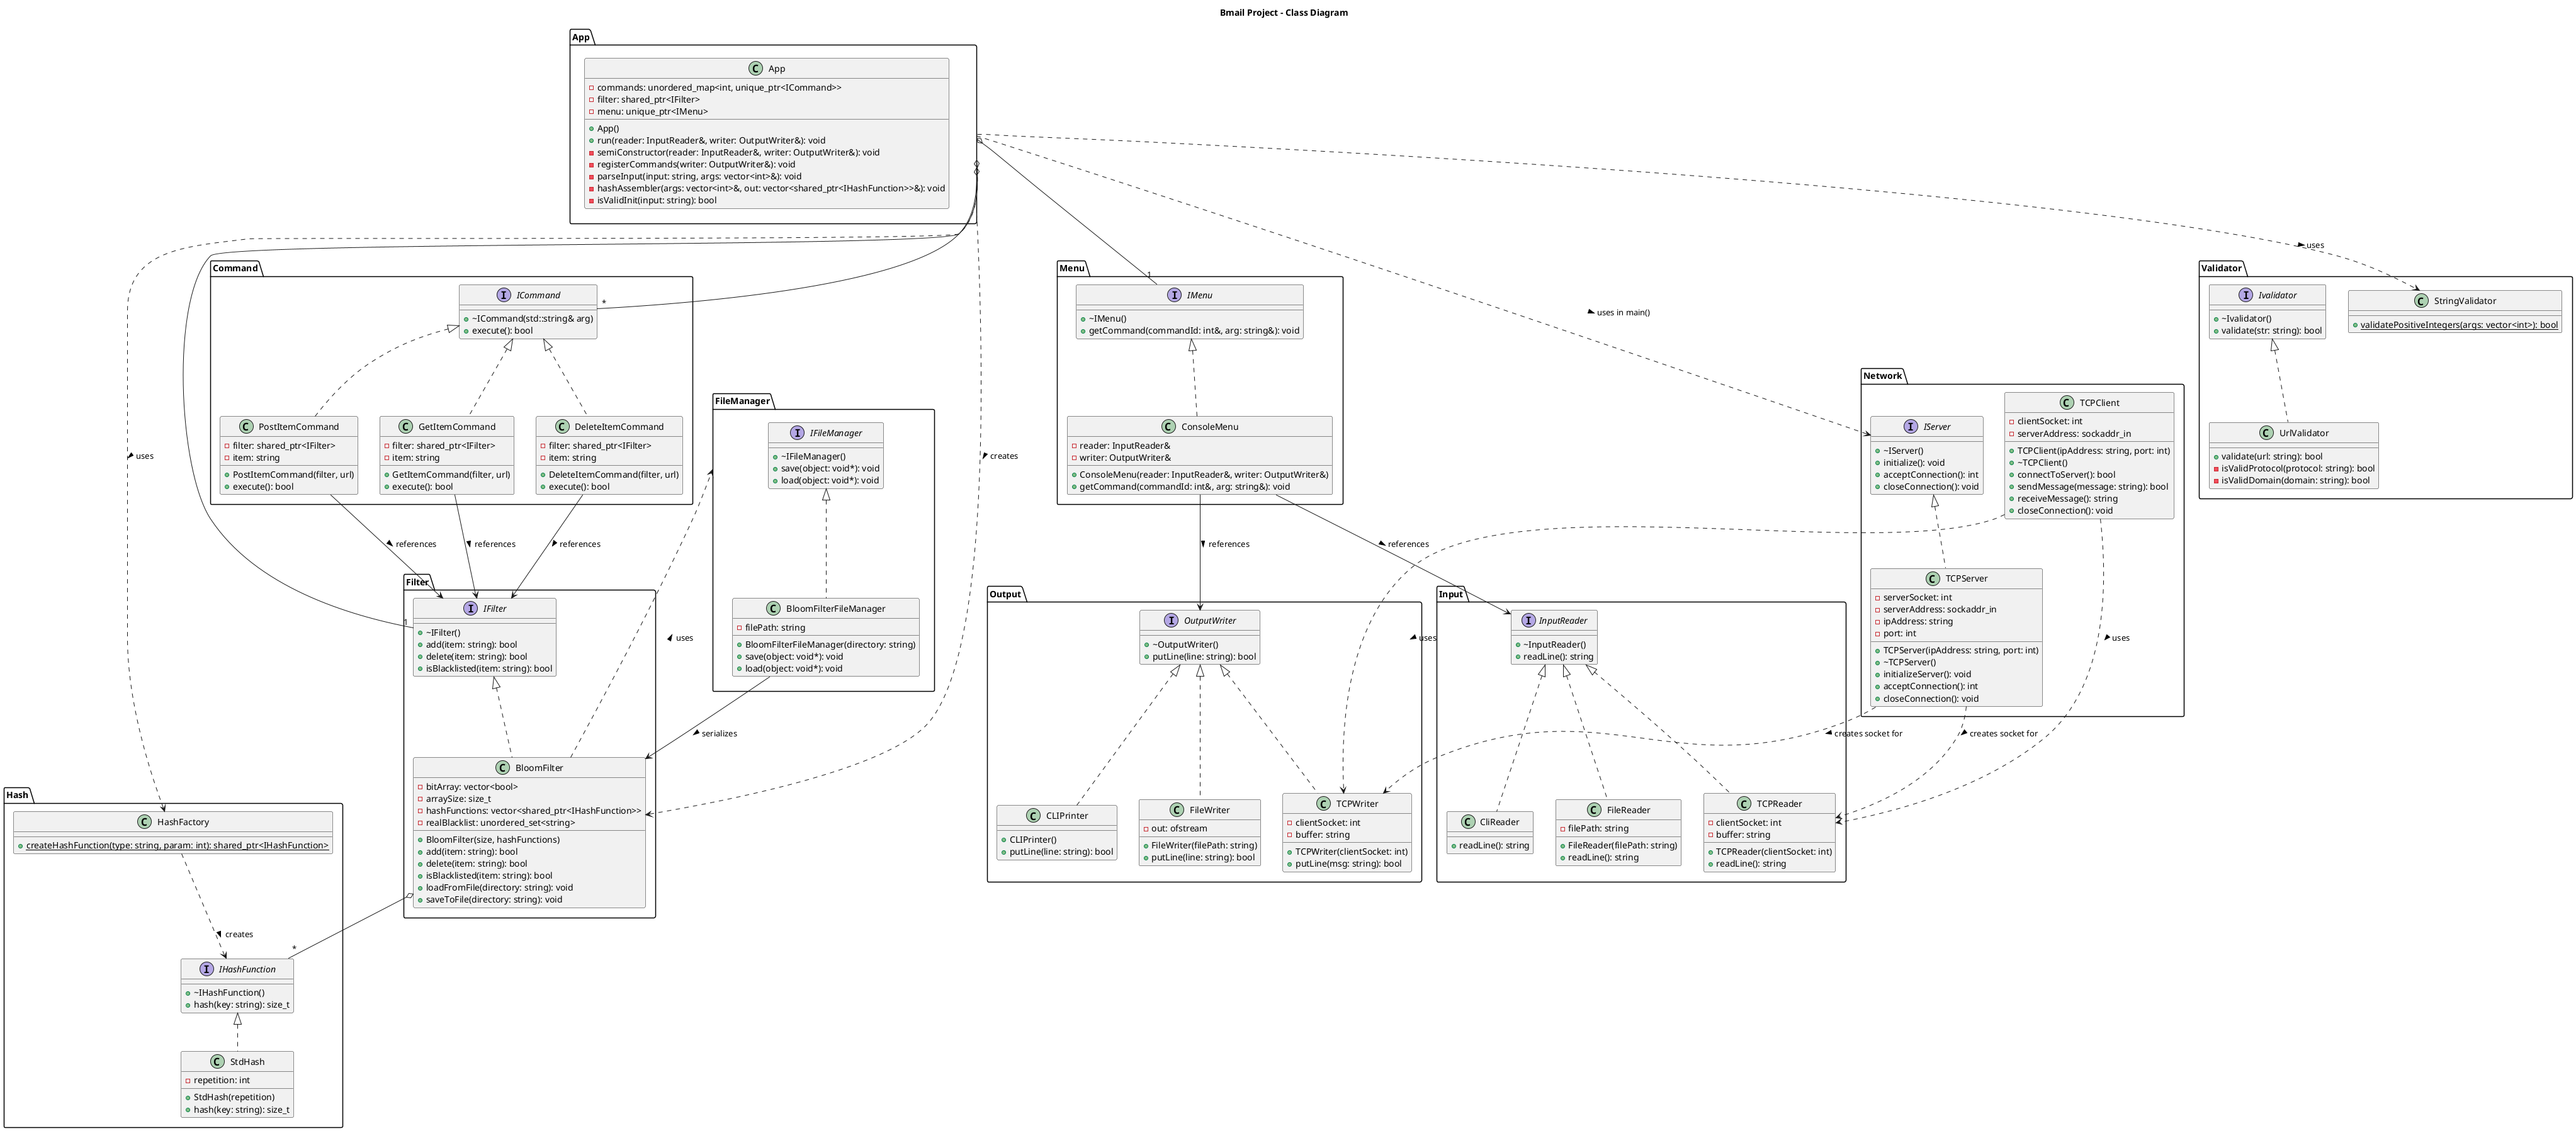 Bmail Project - Class Diagram
App
App
commands: unordered_map<int, unique_ptr<ICommand>>
filter: shared_ptr<IFilter>
menu: unique_ptr<IMenu>
App()
run(reader: InputReader&, writer: OutputWriter&): void
semiConstructor(reader: InputReader&, writer: OutputWriter&): void
registerCommands(writer: OutputWriter&): void
parseInput(input: string, args: vector<int>&): void
hashAssembler(args: vector<int>&, out: vector<shared_ptr<IHashFunction>>&): void
isValidInit(input: string): bool
uses
Command
ICommand
~ICommand(std::string& arg)
execute(): bool
*
PostItemCommand
filter: shared_ptr<IFilter>
item: string
PostItemCommand(filter, url)
execute(): bool
GetItemCommand
filter: shared_ptr<IFilter>
item: string
GetItemCommand(filter, url)
execute(): bool
DeleteItemCommand
filter: shared_ptr<IFilter>
item: string
DeleteItemCommand(filter, url)
execute(): bool
uses
creates
Menu
1
IMenu
~IMenu()
getCommand(commandId: int&, arg: string&): void
ConsoleMenu
reader: InputReader&
writer: OutputWriter&
ConsoleMenu(reader: InputReader&, writer: OutputWriter&)
getCommand(commandId: int&, arg: string&): void
uses in main()
Validator
Ivalidator
~Ivalidator()
validate(str: string): bool
StringValidator
validatePositiveIntegers(args: vector<int>): bool
UrlValidator
validate(url: string): bool
isValidProtocol(protocol: string): bool
isValidDomain(domain: string): bool
Network
IServer
~IServer()
initialize(): void
acceptConnection(): int
closeConnection(): void
TCPClient
clientSocket: int
serverAddress: sockaddr_in
TCPClient(ipAddress: string, port: int)
~TCPClient()
connectToServer(): bool
sendMessage(message: string): bool
receiveMessage(): string
closeConnection(): void
TCPServer
serverSocket: int
serverAddress: sockaddr_in
ipAddress: string
port: int
TCPServer(ipAddress: string, port: int)
~TCPServer()
initializeServer(): void
acceptConnection(): int
closeConnection(): void
uses
FileManager
IFileManager
~IFileManager()
save(object: void*): void
load(object: void*): void
BloomFilterFileManager
filePath: string
BloomFilterFileManager(directory: string)
save(object: void*): void
load(object: void*): void
references
references
references
references
references
uses
uses
serializes
creates socket for
creates socket for
Filter
1
IFilter
~IFilter()
add(item: string): bool
delete(item: string): bool
isBlacklisted(item: string): bool
BloomFilter
bitArray: vector<bool>
arraySize: size_t
hashFunctions: vector<shared_ptr<IHashFunction>>
realBlacklist: unordered_set<string>
BloomFilter(size, hashFunctions)
add(item: string): bool
delete(item: string): bool
isBlacklisted(item: string): bool
loadFromFile(directory: string): void
saveToFile(directory: string): void
Output
OutputWriter
~OutputWriter()
putLine(line: string): bool
CLIPrinter
CLIPrinter()
putLine(line: string): bool
FileWriter
out: ofstream
FileWriter(filePath: string)
putLine(line: string): bool
TCPWriter
clientSocket: int
buffer: string
TCPWriter(clientSocket: int)
putLine(msg: string): bool
Input
InputReader
~InputReader()
readLine(): string
CliReader
readLine(): string
FileReader
filePath: string
FileReader(filePath: string)
readLine(): string
TCPReader
clientSocket: int
buffer: string
TCPReader(clientSocket: int)
readLine(): string
Hash
HashFactory
createHashFunction(type: string, param: int): shared_ptr<IHashFunction>
creates
*
IHashFunction
~IHashFunction()
hash(key: string): size_t
StdHash
repetition: int
StdHash(repetition)
hash(key: string): size_t